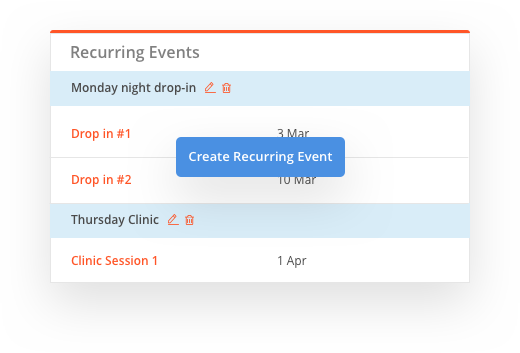 Recurring Events
Monday night drop-in
Drop in #1
3 Mar
Create Recurring Event
Drop in #2
10 Mar
Thursday Clinic
Clinic Session 1
1 Apr